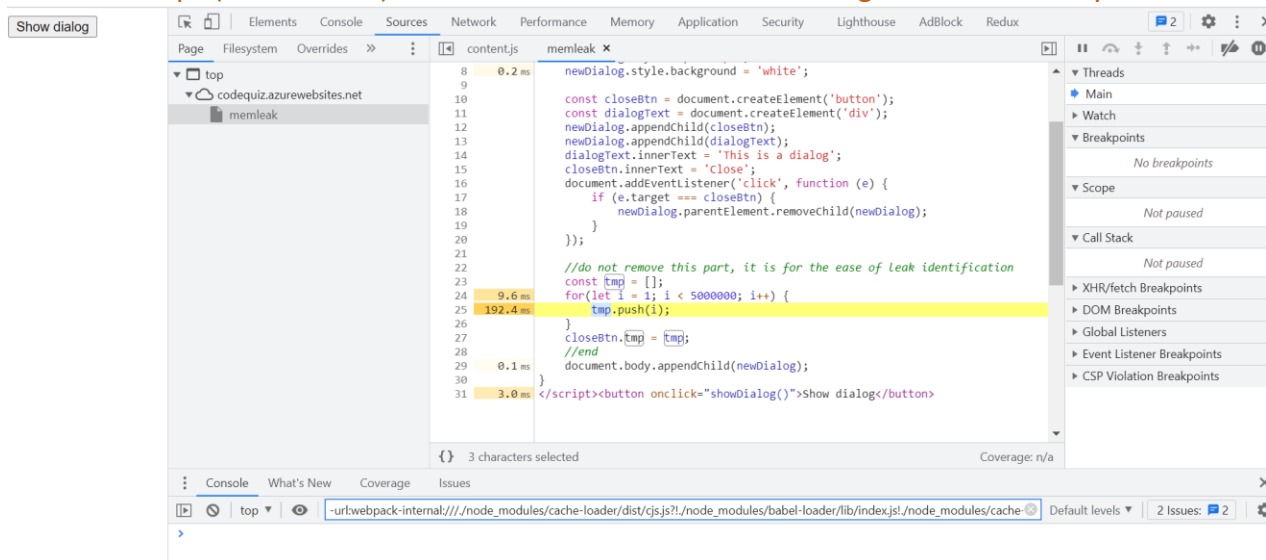 Show dialog
Elements Console Sources Network Performance Memory Application Security Lighthouse AdBlock Redux 2
Page Filesystem Overrides » content.js memleak ×
top
codequiz.azurewebsites.net
memleak
8 0.2 ms newDialog.style.background = 'white';
9
10 const closeBtn = document.createElement('button');
11 const dialogText = document.createElement('div');
12 newDialog.appendChild(closeBtn);
13 newDialog.appendChild(dialogText);
14 dialogText.innerText = 'This is a dialog';
15 closeBtn.innerText = 'Close';
16 document.addEventListener('click', function (e) {
17 if (e.target === closeBtn) {
18 newDialog.parentElement.removeChild(newDialog);
19 }
20 });
21
22 //do not remove this part, it is for the ease of leak identification
23 const tmp = [];
24 9.6 ms for(let i = 1; i < 5000000; i++) {
25 192.4 ms tmp.push(i);
26 }
27 closeBtn.tmp = tmp;
28 //end
29 0.1 ms document.body.appendChild(newDialog);
30 }
31 3.0 ms </script><button onclick="showDialog()">Show dialog</button>
{} 3 characters selected Coverage: n/a
Threads
Main
Watch
Breakpoints
No breakpoints
Scope
Not paused
Call Stack
Not paused
XHR/fetch Breakpoints
DOM Breakpoints
Global Listeners
Event Listener Breakpoints
CSP Violation Breakpoints
Console What's New Coverage Issues
top -url:webpack-internal:///./node_modules/cache-loader/dist/cjs.js?!./node_modules/babel-loader/lib/index.js!./node_modules/cache- Default levels 2 Issues: 2